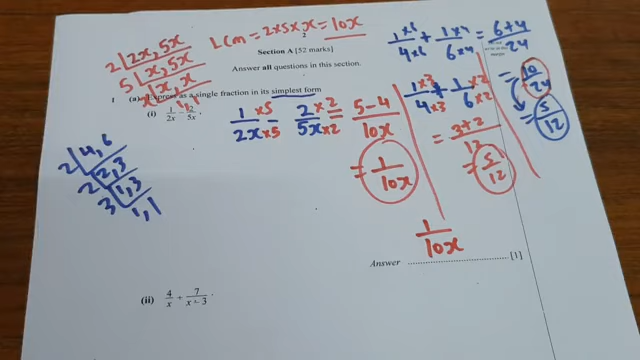 2 | 2x, 5x
5 | x, 5x
x | x, x
1, 1
LCM = 2×5×x = 10x
2
Section A [52 marks]
Answer all questions in this section.
1 (a) Express as a single fraction in its simplest form
(i) 1/2x − 2/5x ,
1×5/2x×5 − 2×2/5x×2 = 5−4/10x
= 1/10x
1×6/4×6 + 1×4/6×4 = 6+4/24
= 10/24
= 5/12
1×3/4×3 + 1×2/6×2
= 3+2/12
= 5/12
2 | 4, 6
2 | 2, 3
3 | 1, 3
1, 1
1/10x
Answer ........................................ [1]
(ii) 4/x + 7/x−3 .